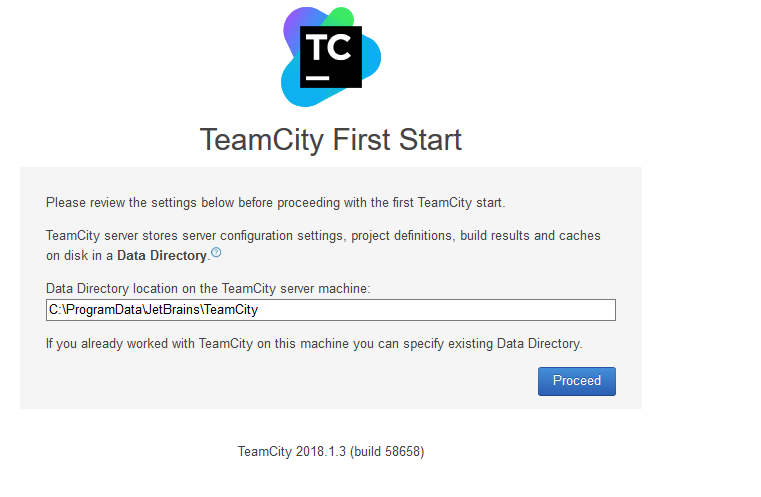 TC
TeamCity First Start
Please review the settings below before proceeding with the first TeamCity start.
TeamCity server stores server configuration settings, project definitions, build results and caches
on disk in a Data Directory.?
Data Directory location on the TeamCity server machine:
C:\ProgramData\JetBrains\TeamCity
If you already worked with TeamCity on this machine you can specify existing Data Directory.
Proceed
TeamCity 2018.1.3 (build 58658)